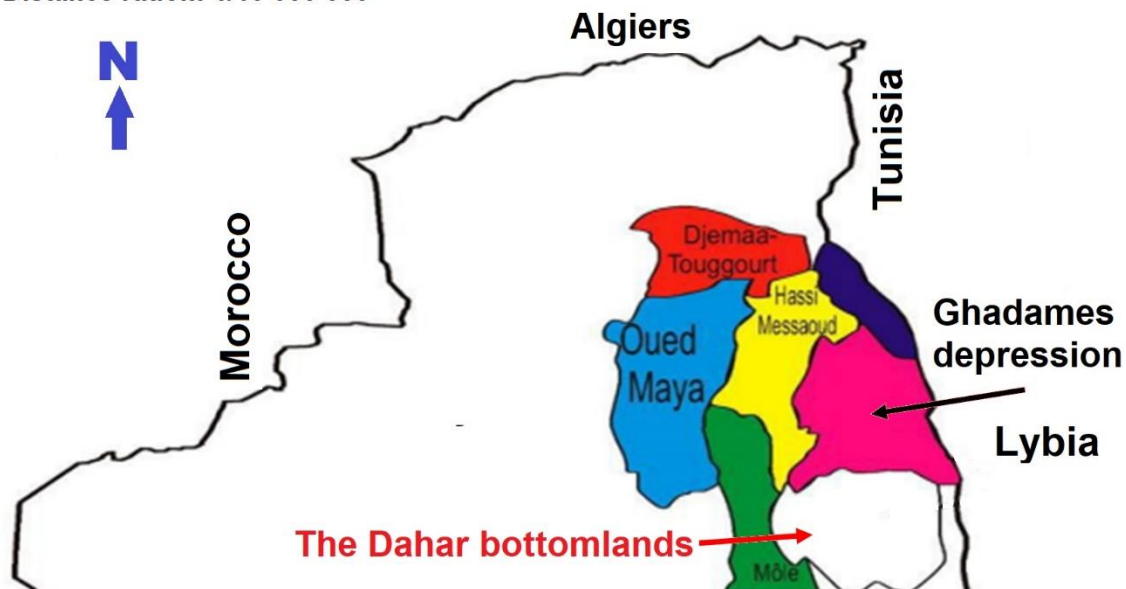 Algiers
N
Tunisia
Morocco
Djemaa-
Touggourt
Hassi
Messaoud
Oued
Maya
Ghadames
depression
Lybia
The Dahar bottomlands
Môle